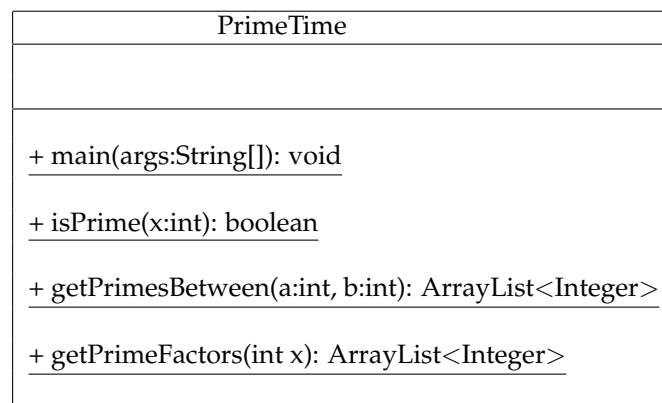 PrimeTime
+ main(args:String[]): void
+ isPrime(x:int): boolean
+ getPrimesBetween(a:int, b:int): ArrayList<Integer>
+ getPrimeFactors(int x): ArrayList<Integer>